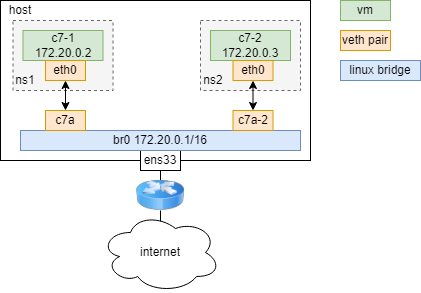 host
vm
veth pair
linux bridge
c7-1
172.20.0.2
eth0
ns1
c7-2
172.20.0.3
eth0
ns2
c7a
c7a-2
br0 172.20.0.1/16
ens33
internet